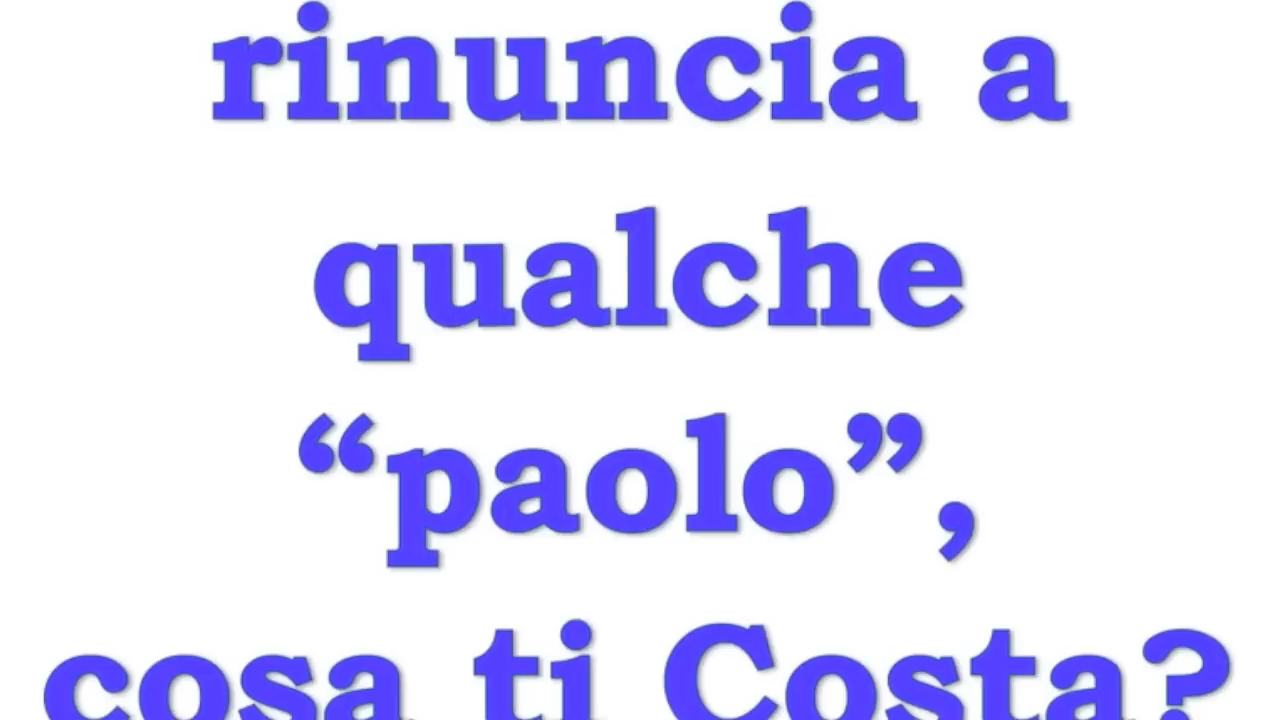 rinuncia a
qualche
“paolo”,
cosa ti Costa?